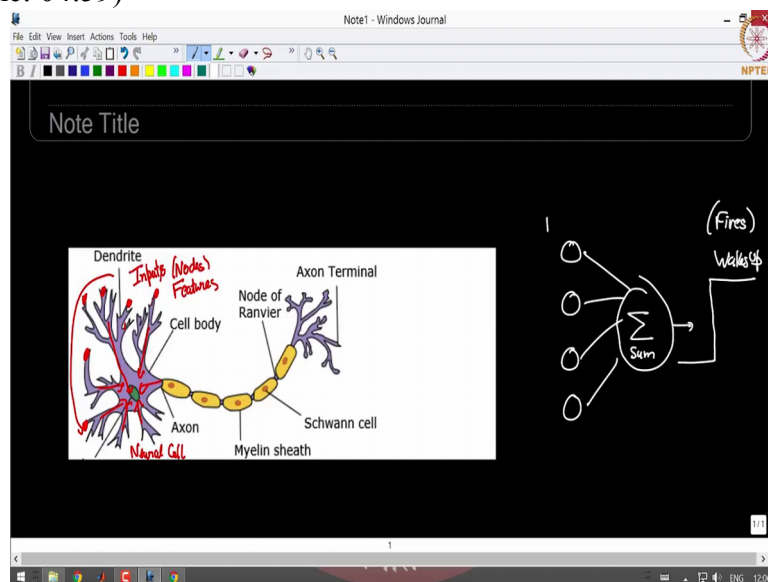 04:39)
Note1 - Windows Journal
File Edit View Insert Actions Tools Help
NPTEL
Note Title
Dendrite
Inputs (Nodes)
Features
Cell body
Axon Terminal
Node of
Ranvier
Axon
Schwann cell
Myelin sheath
Neural Cell
1
Σ
Sum
(Fires)
Wakes up
1/1
1
ENG